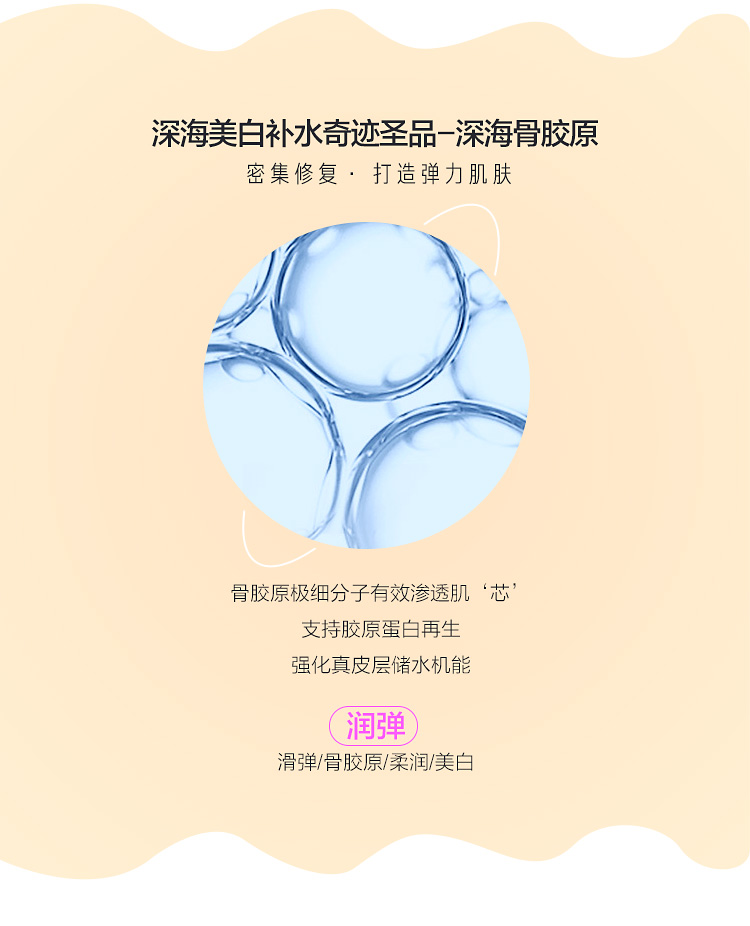 深海美白补水奇迹圣品-深海骨胶原
密集修复· 打造弹力肌肤
骨胶原极细分子有效渗透肌‘芯’
支持胶原蛋白再生
强化真皮层储水机能
润弹
滑弹/骨胶原/柔润/美白